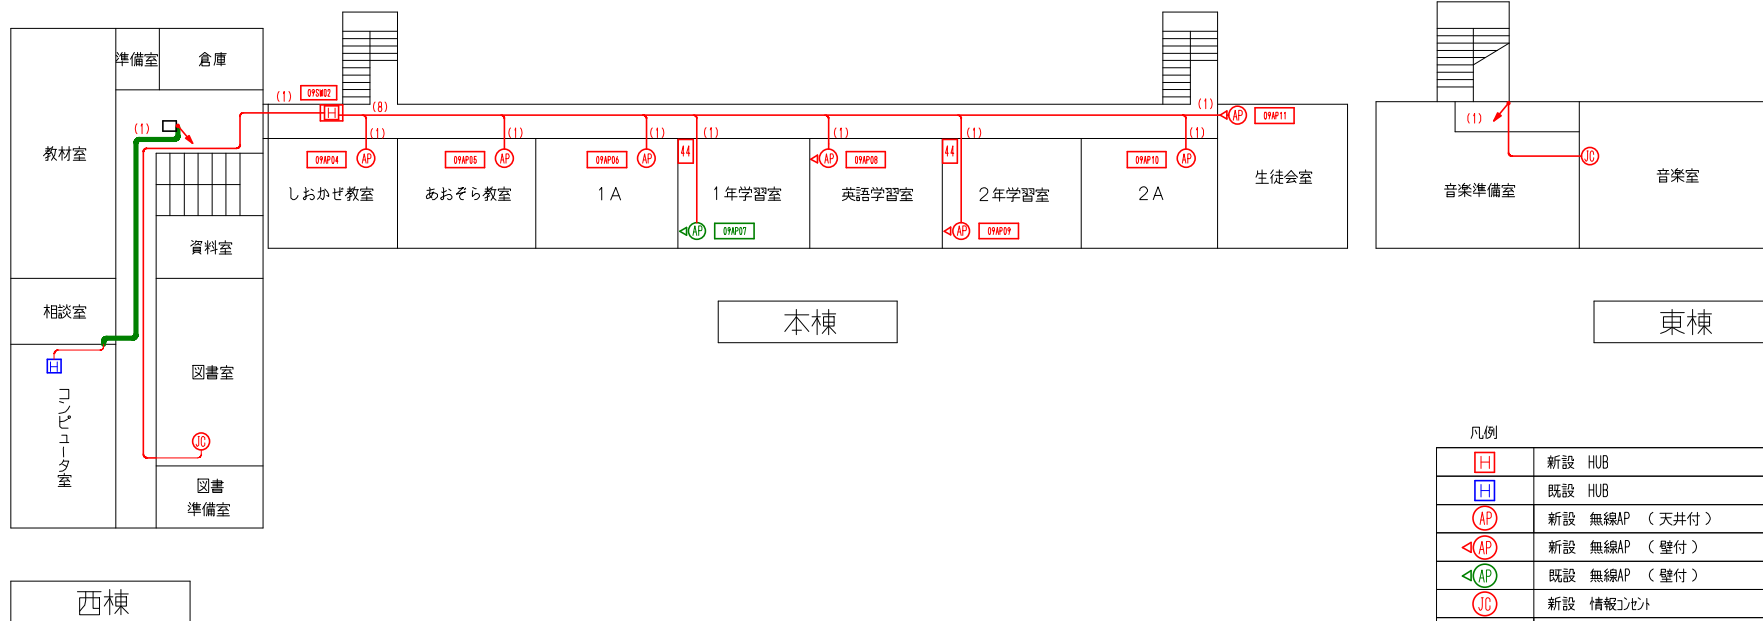 準備室
倉庫
教材室
(1)
(1)
09SW02
H
(8)
(1)
(1)
(1)
(1)
(1)
(1)
(1)
(1)
AP
09AP11
09AP04
AP
09AP05
AP
09AP06
AP
44
AP
09AP08
44
09AP10
AP
しおかぜ教室
あおぞら教室
1A
1年学習室
英語学習室
2年学習室
2A
生徒会室
AP
09AP07
AP
09AP09
(1)
JC
音楽準備室
音楽室
資料室
相談室
H
コンピュータ室
図書室
JC
図書
準備室
本棟
東棟
西棟
凡例
H 新設 HUB
H 既設 HUB
AP 新設 無線AP (天井付)
AP 新設 無線AP (壁付)
AP 既設 無線AP (壁付)
JC 新設 情報コンセント